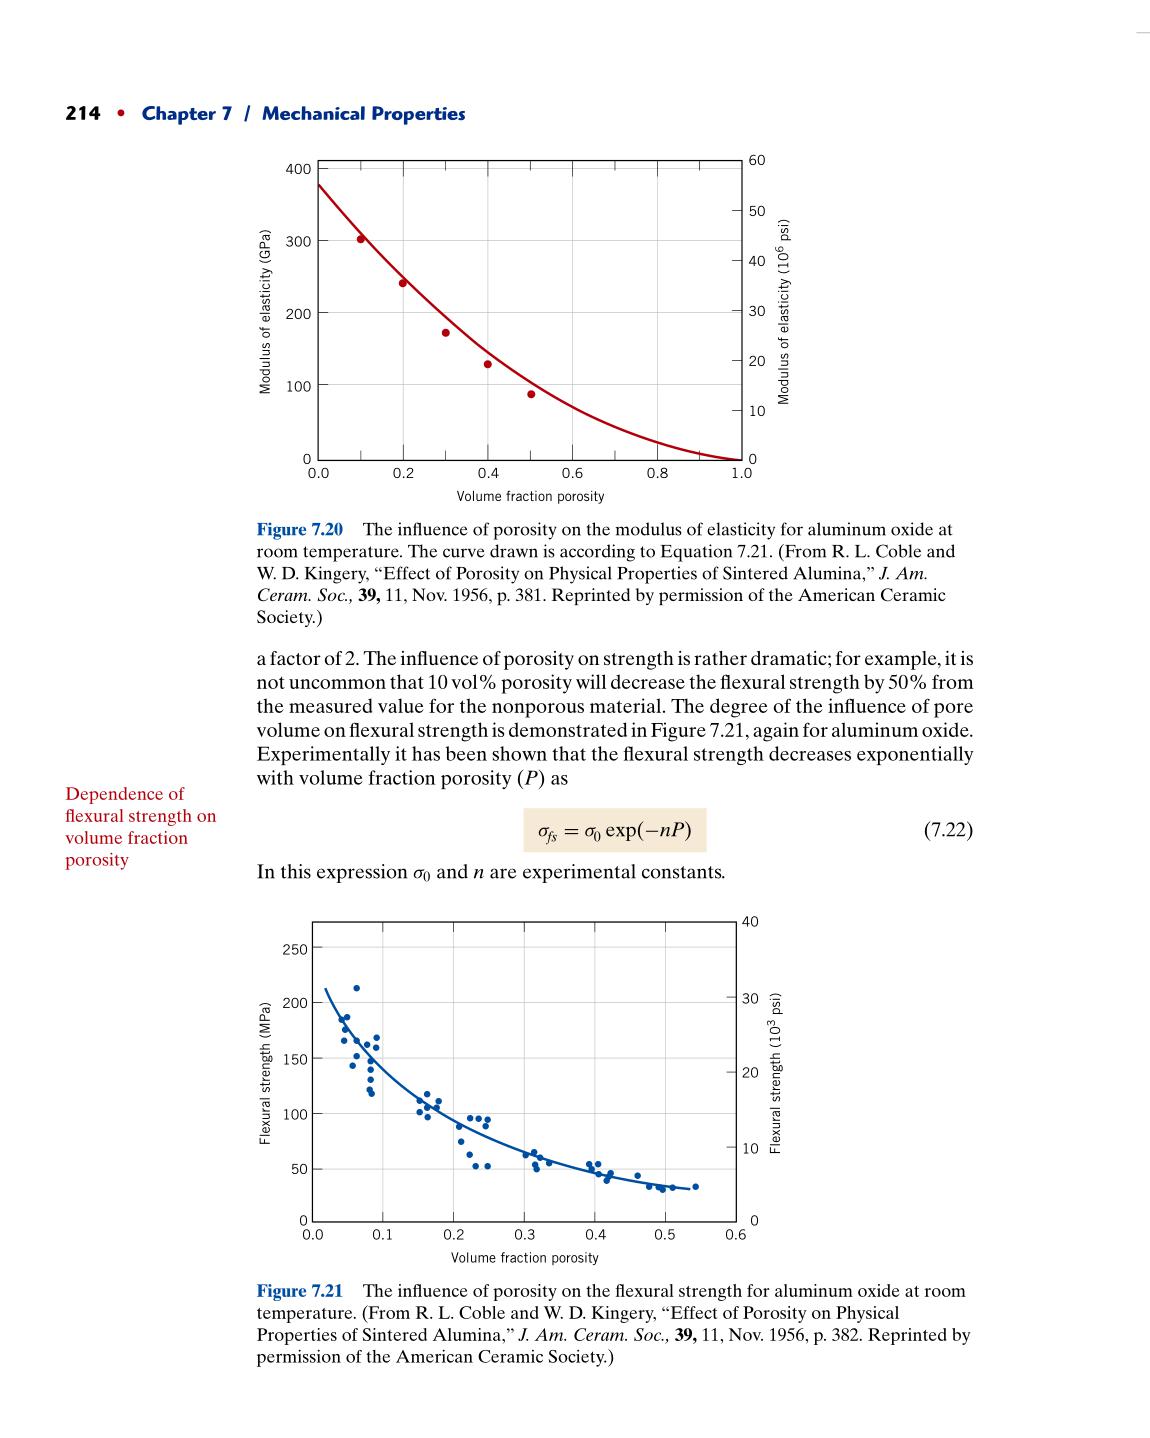 214 • Chapter 7 / Mechanical Properties
400
300
200
100
0
Modulus of elasticity (GPa)
60
50
40
30
20
10
0
Modulus of elasticity (10⁶ psi)
0.0 0.2 0.4 0.6 0.8 1.0
Volume fraction porosity
Figure 7.20 The influence of porosity on the modulus of elasticity for aluminum oxide at
room temperature. The curve drawn is according to Equation 7.21. (From R. L. Coble and
W. D. Kingery, “Effect of Porosity on Physical Properties of Sintered Alumina,” J. Am.
Ceram. Soc., 39, 11, Nov. 1956, p. 381. Reprinted by permission of the American Ceramic
Society.)
a factor of 2. The influence of porosity on strength is rather dramatic; for example, it is
not uncommon that 10 vol% porosity will decrease the flexural strength by 50% from
the measured value for the nonporous material. The degree of the influence of pore
volume on flexural strength is demonstrated in Figure 7.21, again for aluminum oxide.
Experimentally it has been shown that the flexural strength decreases exponentially
with volume fraction porosity (P) as
Dependence of
flexural strength on
volume fraction
porosity
σfs = σ0 exp(−nP) (7.22)
In this expression σ0 and n are experimental constants.
250
200
150
100
50
0
Flexural strength (MPa)
40
30
20
10
0
Flexural strength (10³ psi)
0.0 0.1 0.2 0.3 0.4 0.5 0.6
Volume fraction porosity
Figure 7.21 The influence of porosity on the flexural strength for aluminum oxide at room
temperature. (From R. L. Coble and W. D. Kingery, “Effect of Porosity on Physical
Properties of Sintered Alumina,” J. Am. Ceram. Soc., 39, 11, Nov. 1956, p. 382. Reprinted by
permission of the American Ceramic Society.)